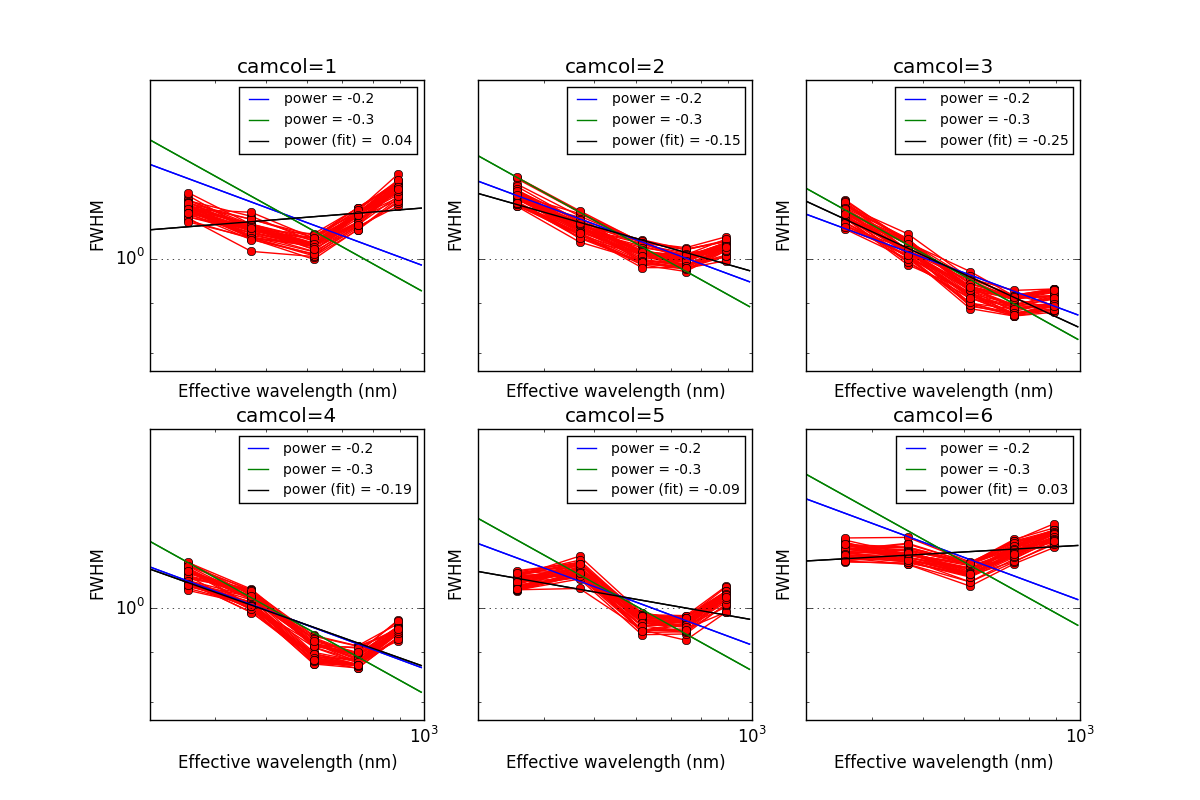 camcol=1
power = -0.2
power = -0.3
power (fit) =  0.04
FWHM
10^0
Effective wavelength (nm)
camcol=2
power = -0.2
power = -0.3
power (fit) = -0.15
FWHM
Effective wavelength (nm)
camcol=3
power = -0.2
power = -0.3
power (fit) = -0.25
FWHM
Effective wavelength (nm)
camcol=4
power = -0.2
power = -0.3
power (fit) = -0.19
FWHM
10^0
10^3
Effective wavelength (nm)
camcol=5
power = -0.2
power = -0.3
power (fit) = -0.09
FWHM
10^3
Effective wavelength (nm)
camcol=6
power = -0.2
power = -0.3
power (fit) =  0.03
FWHM
10^3
Effective wavelength (nm)